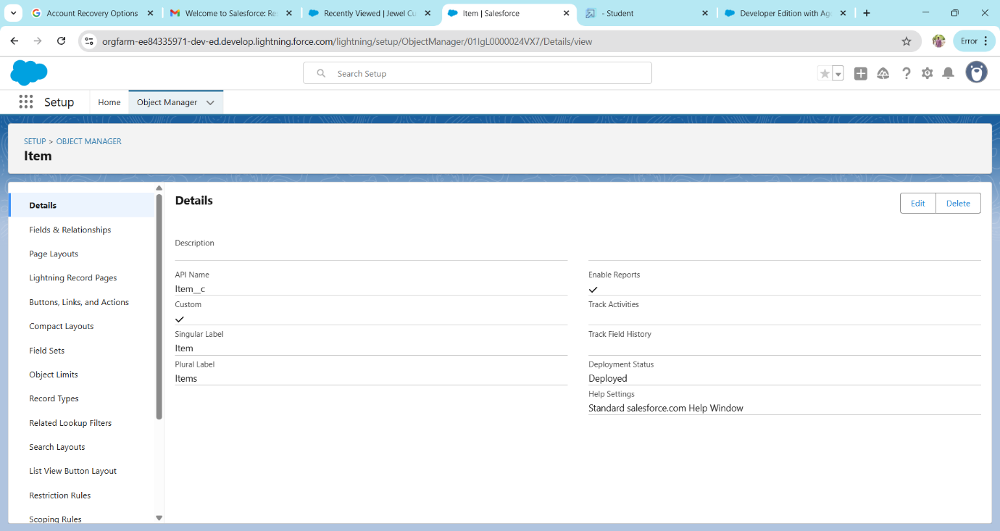 Account Recovery Options
Welcome to Salesforce: Re
Recently Viewed | Jewel Cu
Item | Salesforce
- Student
Developer Edition with Ag
orgfarm-ee84335971-dev-ed.develop.lightning.force.com/lightning/setup/ObjectManager/01IgL0000024VX7/Details/view
Error
Search Setup
Setup
Home
Object Manager
SETUP > OBJECT MANAGER
Item
Details
Fields & Relationships
Page Layouts
Lightning Record Pages
Buttons, Links, and Actions
Compact Layouts
Field Sets
Object Limits
Record Types
Related Lookup Filters
Search Layouts
List View Button Layout
Restriction Rules
Scoping Rules
Details
Edit
Delete
Description
API Name
Item__c
Custom
Singular Label
Item
Plural Label
Items
Enable Reports
Track Activities
Track Field History
Deployment Status
Deployed
Help Settings
Standard salesforce.com Help Window